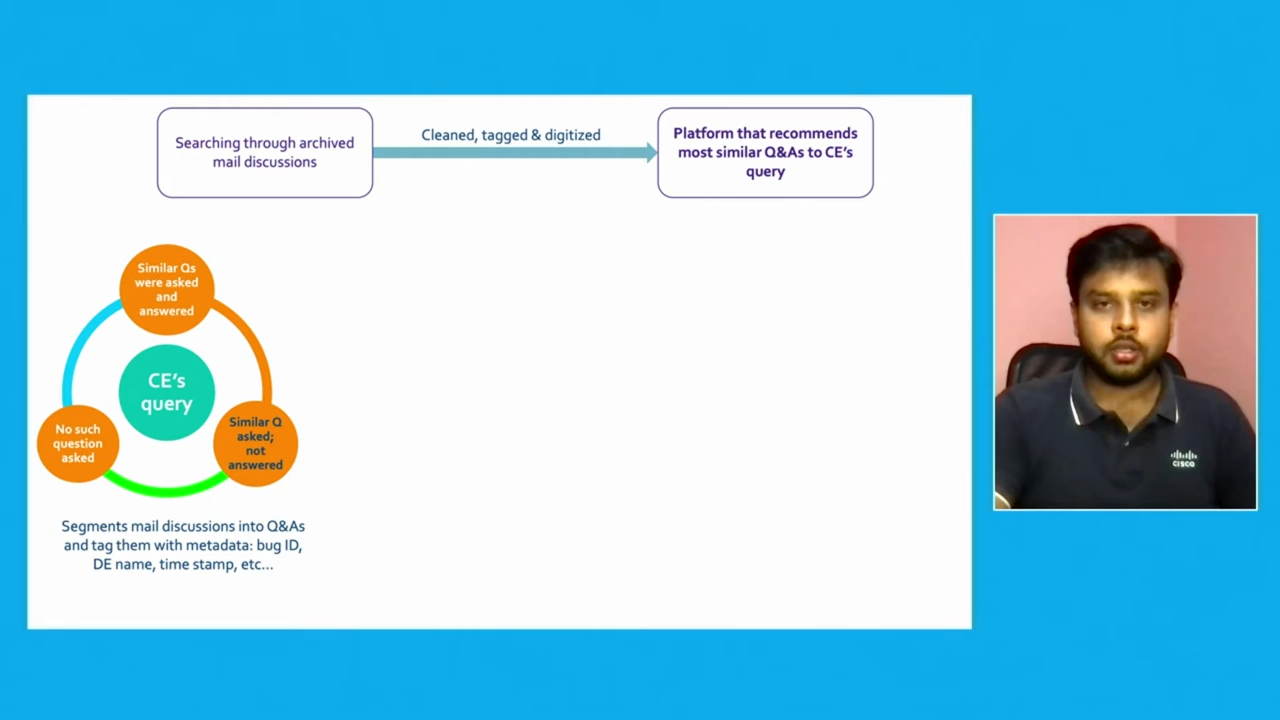 Searching through archived
mail discussions
Cleaned, tagged & digitized
Platform that recommends
most similar Q&As to CE's
query
Similar Qs
were asked
and
answered
CE's
query
No such
question
asked
Similar Q
asked;
not
answered
Segments mail discussions into Q&As
and tag them with metadata: bug ID,
DE name, time stamp, etc...
CISCO